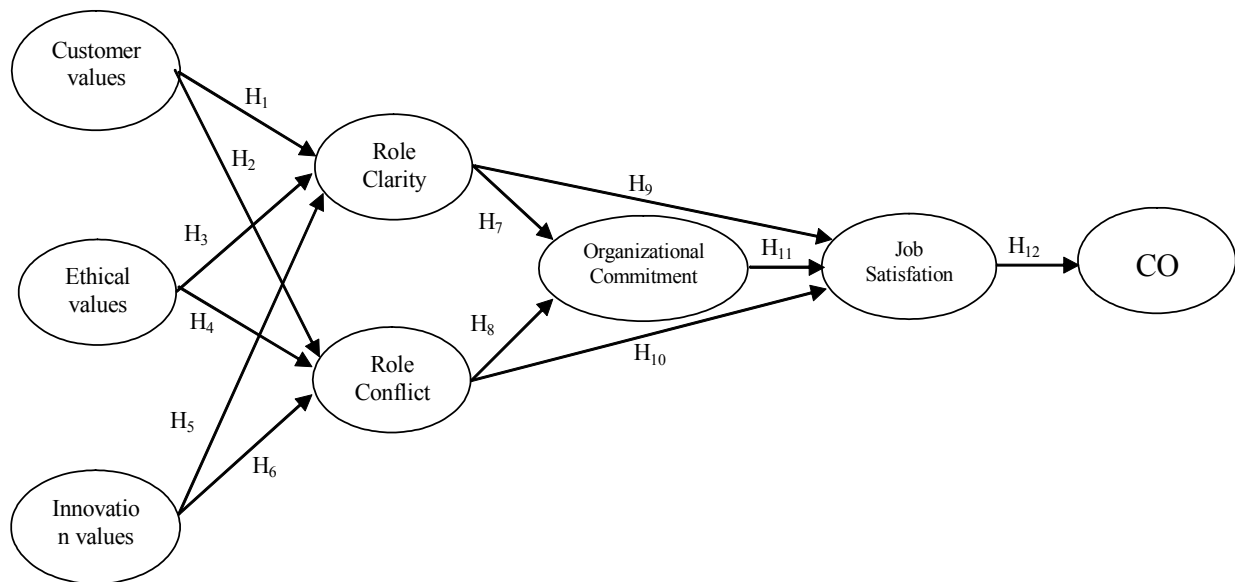 Customer
values
H1
H2
Role
Clarity
H9
H3
H7
Organizational
Commitment
H11
Job
Satisfation
H12
CO
Ethical
values
H4
H8
H10
Role
Conflict
H5
H6
Innovatio
n values